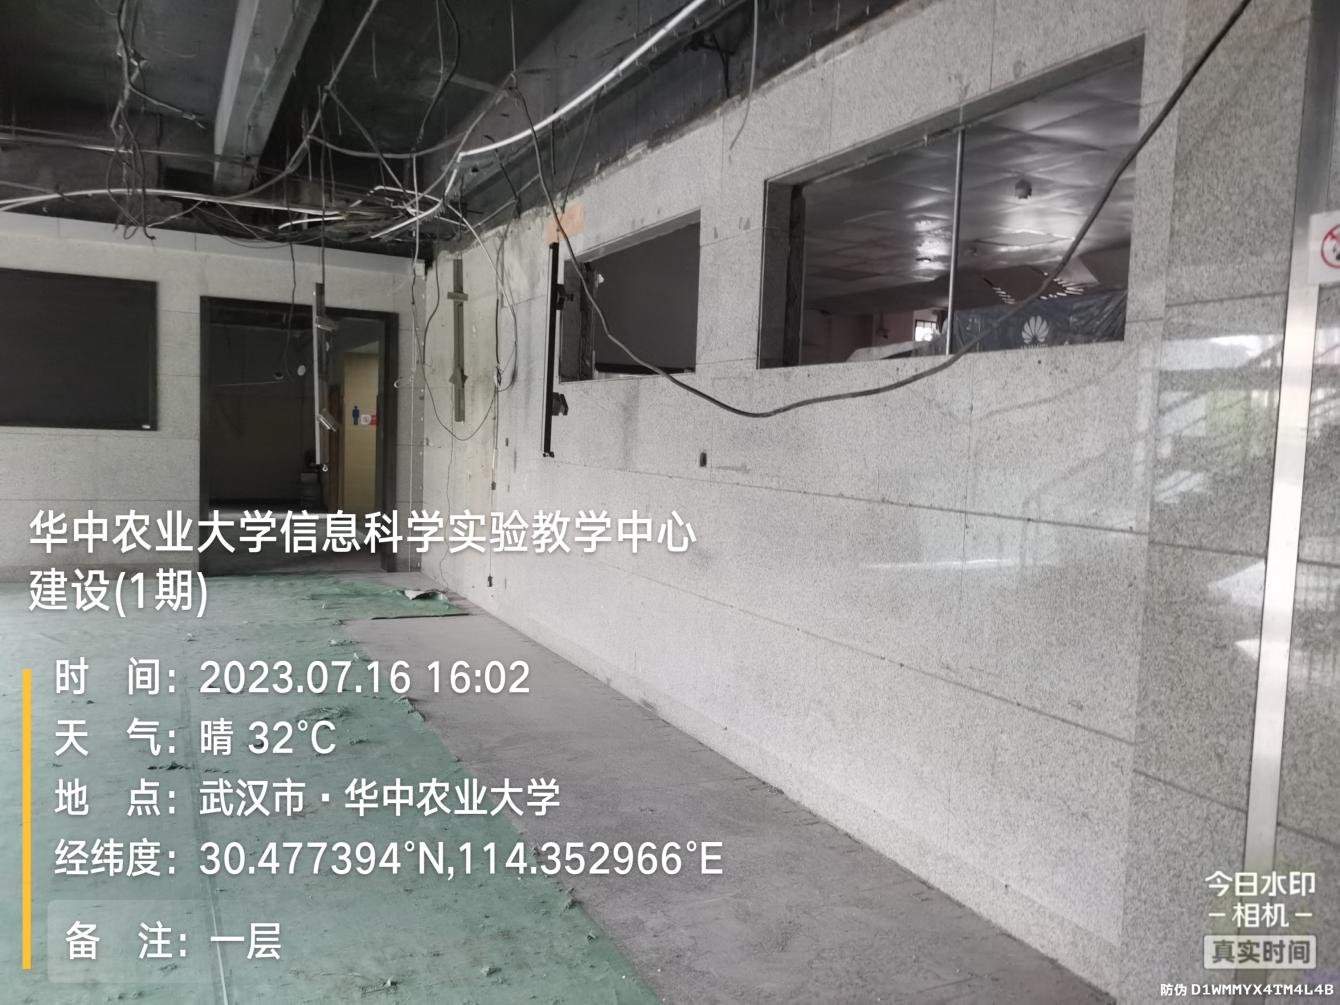 华中农业大学信息科学实验教学中心
建设(1期)
时 间：2023.07.16 16:02
天 气：晴 32℃
地 点：武汉市·华中农业大学
经纬度：30.477394°N,114.352966°E
备 注：一层
今日水印
相机
真实时间
防伪 D1WMMYX4TM4L4B